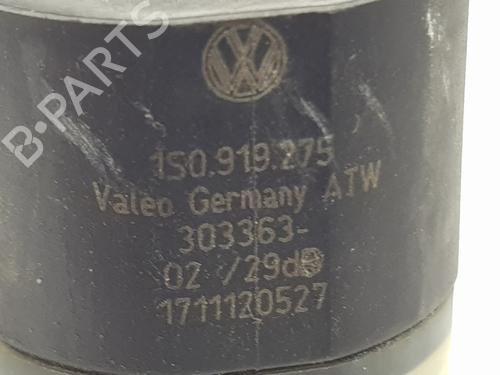 1S0.919.275
Valeo Germany ATW
303363-
02 /29d
1711120527
B-PARTS